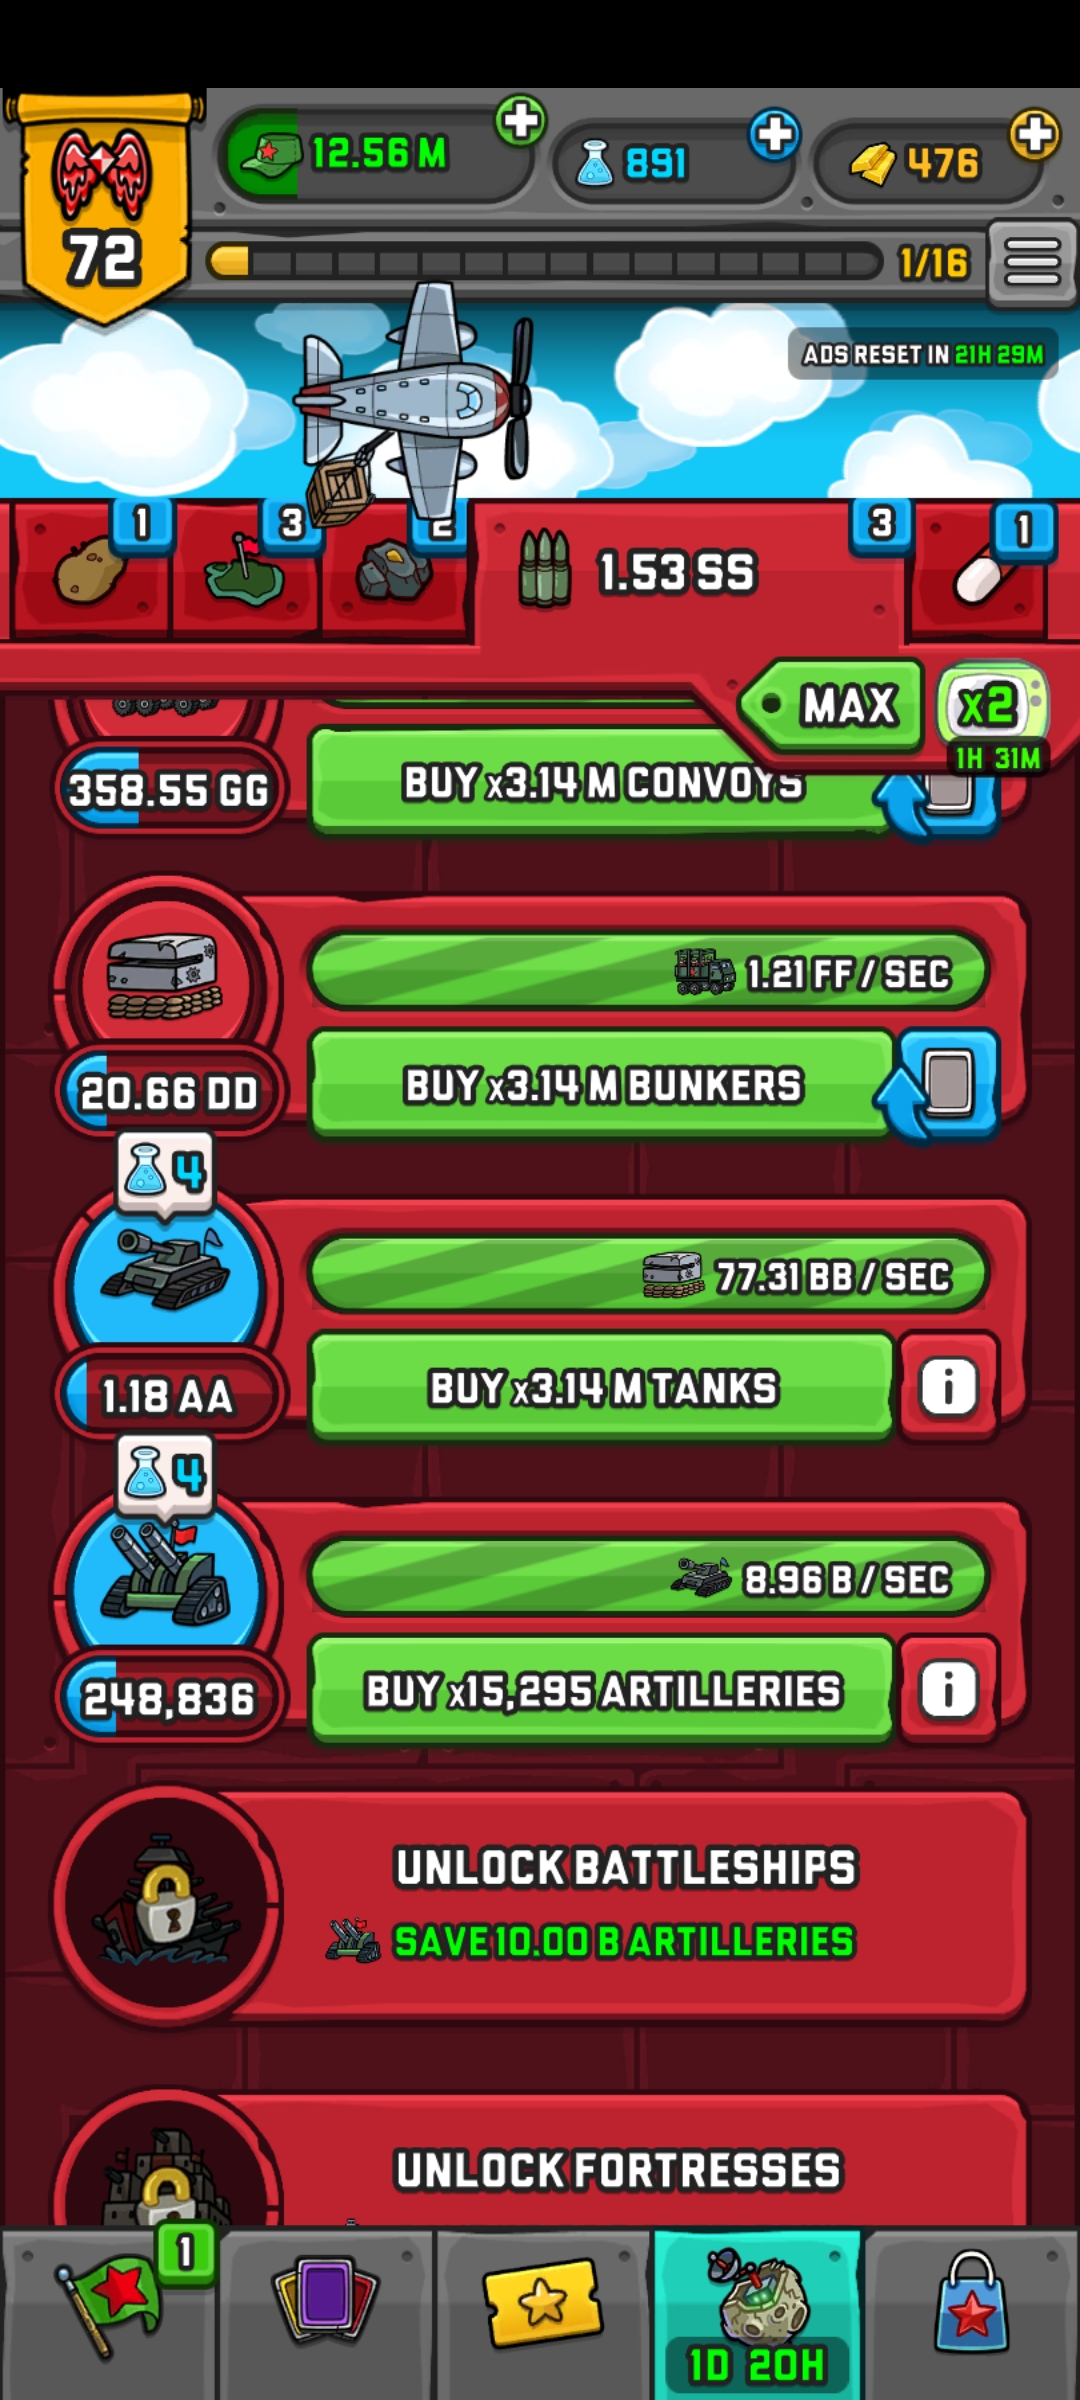 12.56 M
891
476
72
1/16
ADS RESET IN 21H 29M
1
3
2
1.53 SS
3
1
MAX
x2
1H 31M
358.55 GG
BUY x3.14 M CONVOYS
1.21 FF / SEC
20.66 DD
BUY x3.14 M BUNKERS
4
77.31 BB / SEC
1.18 AA
BUY x3.14 M TANKS
i
4
8.96 B / SEC
248,836
BUY x15,295 ARTILLERIES
i
UNLOCK BATTLESHIPS
SAVE 10.00 B ARTILLERIES
UNLOCK FORTRESSES
1
1D 20H